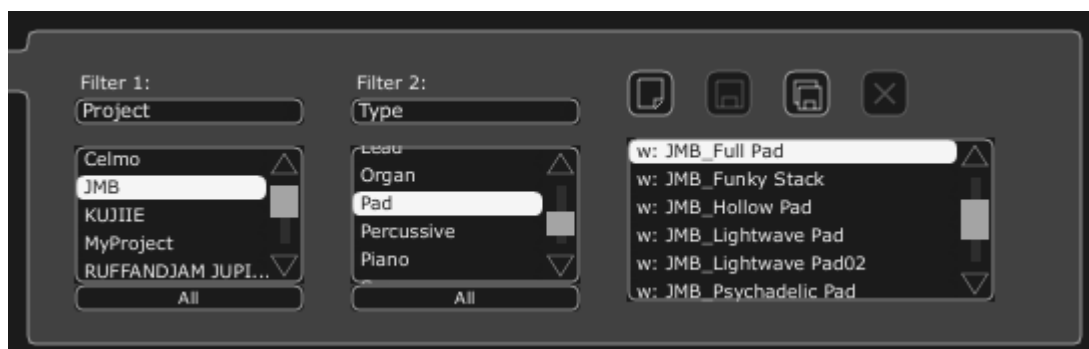 Filter 1:
Project
Celmo
JMB
KUJIIE
MyProject
RUFFANDJAM JUPI...
All
Filter 2:
Type
Lead
Organ
Pad
Percussive
Piano
All
w: JMB_Full Pad
w: JMB_Funky Stack
w: JMB_Hollow Pad
w: JMB_Lightwave Pad
w: JMB_Lightwave Pad02
w: JMB_Psychadelic Pad